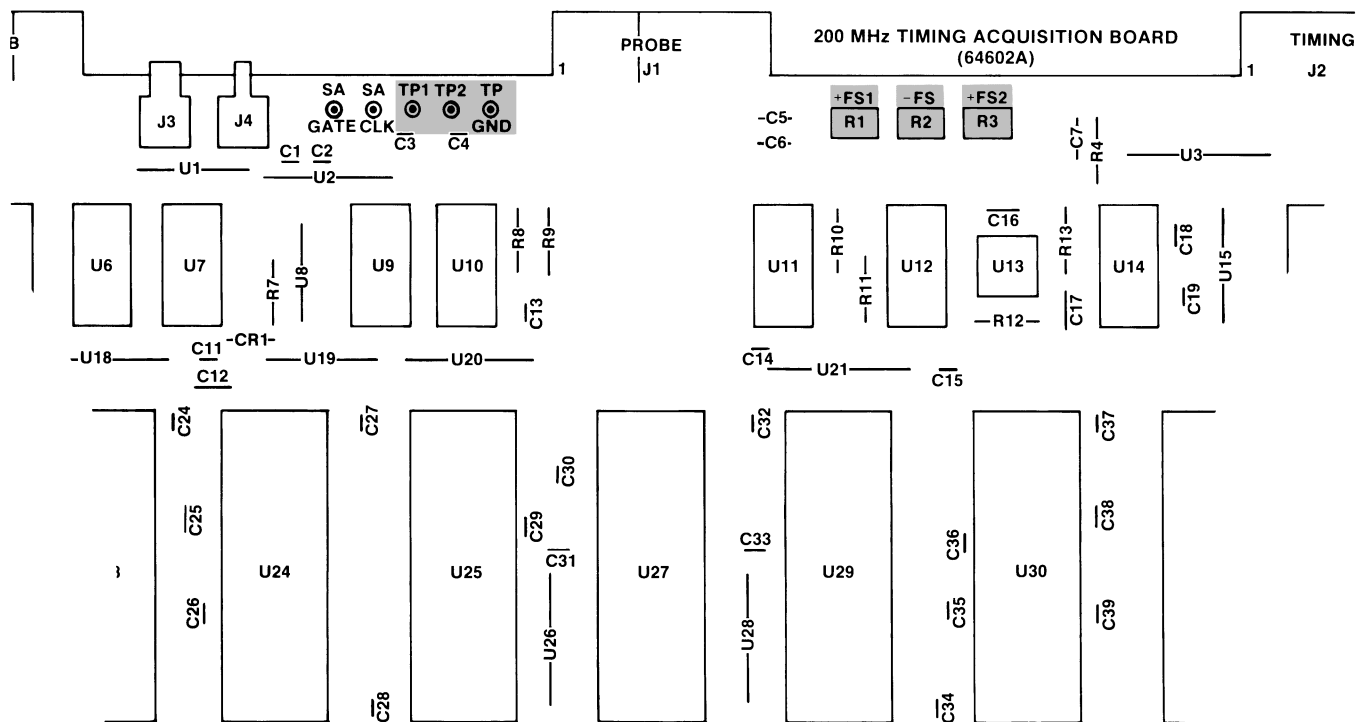 B
PROBE
J1
200 MHz TIMING ACQUISITION BOARD
(64602A)
TIMING
J2
1
1
SA
SA
TP1
TP2
TP
GATE
CLK
GND
+FS1
-FS
+FS2
J3
J4
R1
R2
R3
-C5-
-C6-
C3
C4
C7
R4
C1
C2
U1
U2
U3
U6
U7
R7
U8
U9
U10
R8
R9
C13
U11
R10
R11
U12
C16
U13
R12
R13
C17
U14
C18
C19
U15
U18
C11
CR1
C12
U19
U20
C14
U21
C15
C24
C27
C32
C37
C30
C25
C29
C31
C33
C36
C38
U24
U25
U27
U29
U30
C26
U26
U28
C35
C39
C28
C34